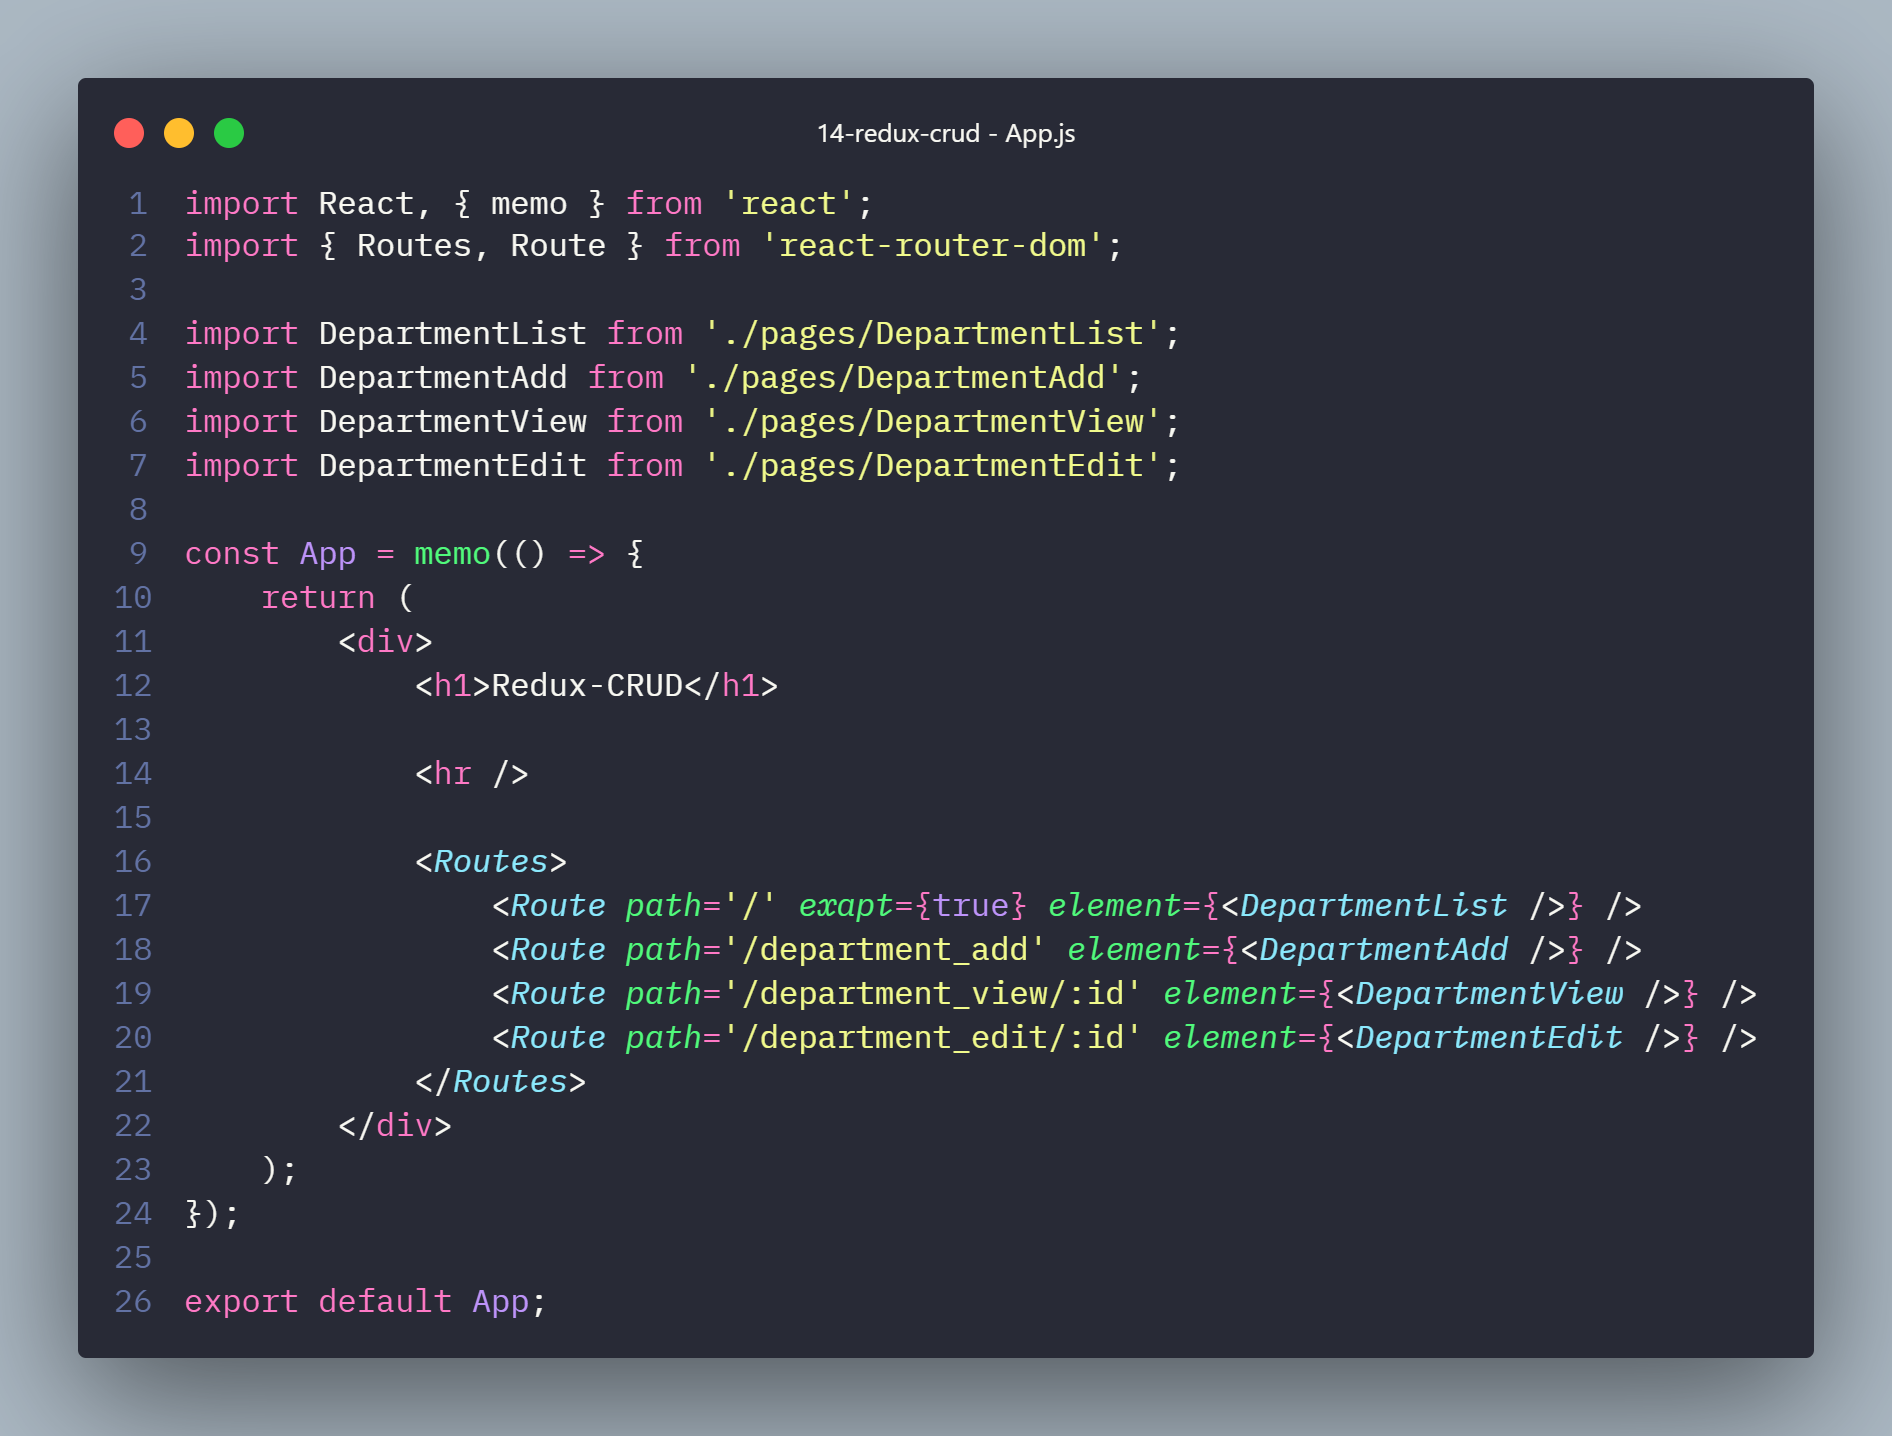 14-redux-crud - App.js
1 import React, { memo } from 'react';
2 import { Routes, Route } from 'react-router-dom';
3
4 import DepartmentList from './pages/DepartmentList';
5 import DepartmentAdd from './pages/DepartmentAdd';
6 import DepartmentView from './pages/DepartmentView';
7 import DepartmentEdit from './pages/DepartmentEdit';
8
9 const App = memo(() => {
10     return (
11         <div>
12             <h1>Redux-CRUD</h1>
13
14             <hr />
15
16             <Routes>
17                 <Route path='/' exapt={true} element={<DepartmentList />} />
18                 <Route path='/department_add' element={<DepartmentAdd />} />
19                 <Route path='/department_view/:id' element={<DepartmentView />} />
20                 <Route path='/department_edit/:id' element={<DepartmentEdit />} />
21             </Routes>
22         </div>
23     );
24 });
25
26 export default App;